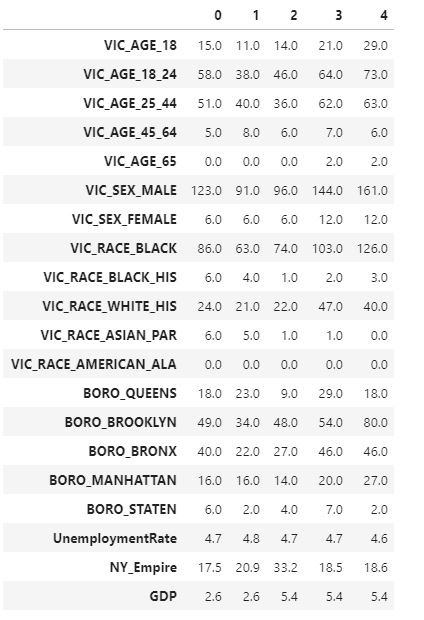 0 1 2 3 4
VIC_AGE_18 15.0 11.0 14.0 21.0 29.0
VIC_AGE_18_24 58.0 38.0 46.0 64.0 73.0
VIC_AGE_25_44 51.0 40.0 36.0 62.0 63.0
VIC_AGE_45_64 5.0 8.0 6.0 7.0 6.0
VIC_AGE_65 0.0 0.0 0.0 2.0 2.0
VIC_SEX_MALE 123.0 91.0 96.0 144.0 161.0
VIC_SEX_FEMALE 6.0 6.0 6.0 12.0 12.0
VIC_RACE_BLACK 86.0 63.0 74.0 103.0 126.0
VIC_RACE_BLACK_HIS 6.0 4.0 1.0 2.0 3.0
VIC_RACE_WHITE_HIS 24.0 21.0 22.0 47.0 40.0
VIC_RACE_ASIAN_PAR 6.0 5.0 1.0 1.0 0.0
VIC_RACE_AMERICAN_ALA 0.0 0.0 0.0 0.0 0.0
BORO_QUEENS 18.0 23.0 9.0 29.0 18.0
BORO_BROOKLYN 49.0 34.0 48.0 54.0 80.0
BORO_BRONX 40.0 22.0 27.0 46.0 46.0
BORO_MANHATTAN 16.0 16.0 14.0 20.0 27.0
BORO_STATEN 6.0 2.0 4.0 7.0 2.0
UnemploymentRate 4.7 4.8 4.7 4.7 4.6
NY_Empire 17.5 20.9 33.2 18.5 18.6
GDP 2.6 2.6 5.4 5.4 5.4